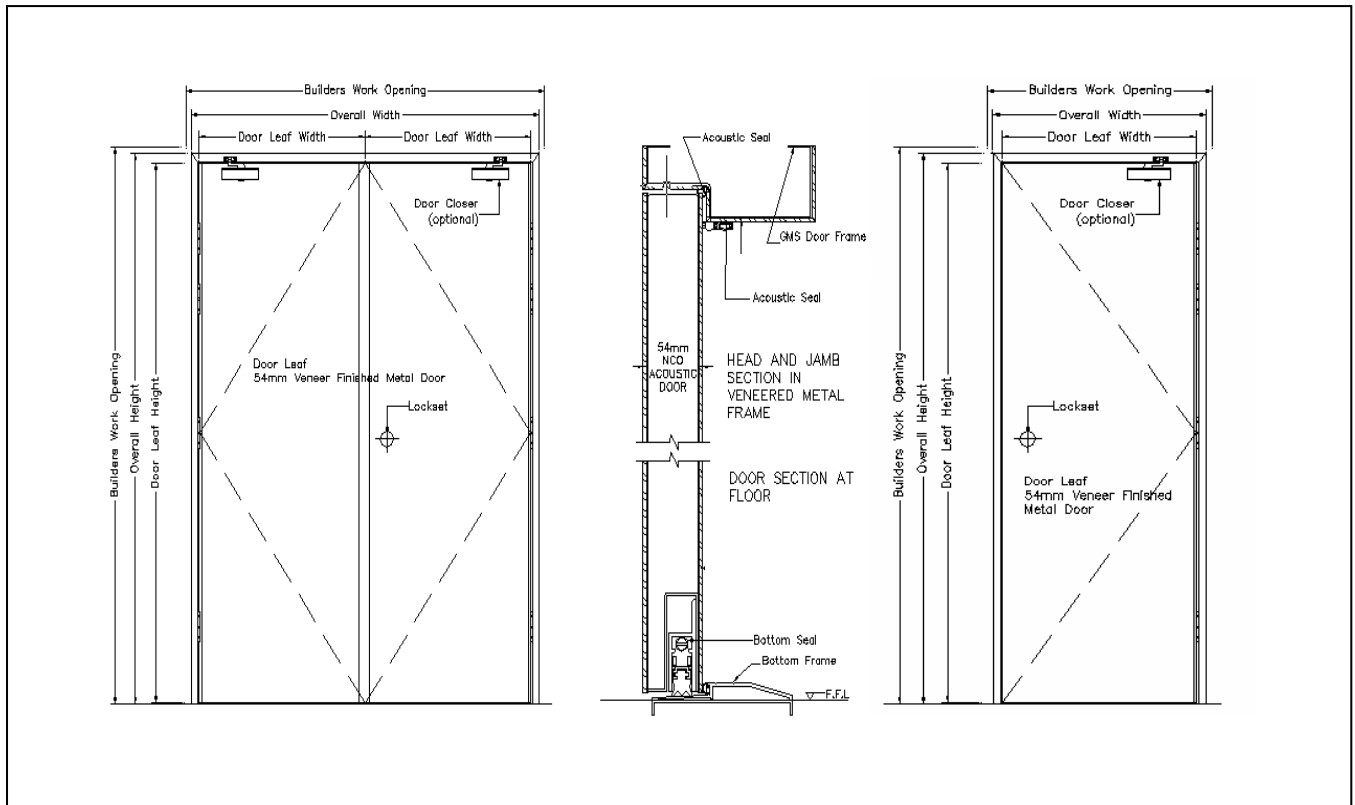 Builders Work Opening
Overall Width
Door Leaf Width
Door Leaf Width
Door Closer
(optional)
Door Leaf
54mm Veneer Finished Metal Door
Lockset
Builders Work Opening
Overall Height
Door Leaf Height
Acoustic Seal
GMS Door Frame
Acoustic Seal
54mm
NCO
ACOUSTIC
DOOR
HEAD AND JAMB
SECTION IN
VENEERED METAL
FRAME
DOOR SECTION AT
FLOOR
Bottom Seal
Bottom Frame
F.F.L
Builders Work Opening
Overall Width
Door Leaf Width
Door Closer
(optional)
Lockset
Door Leaf
54mm Veneer Finished
Metal Door
Builders Work Opening
Overall Height
Door Leaf Height